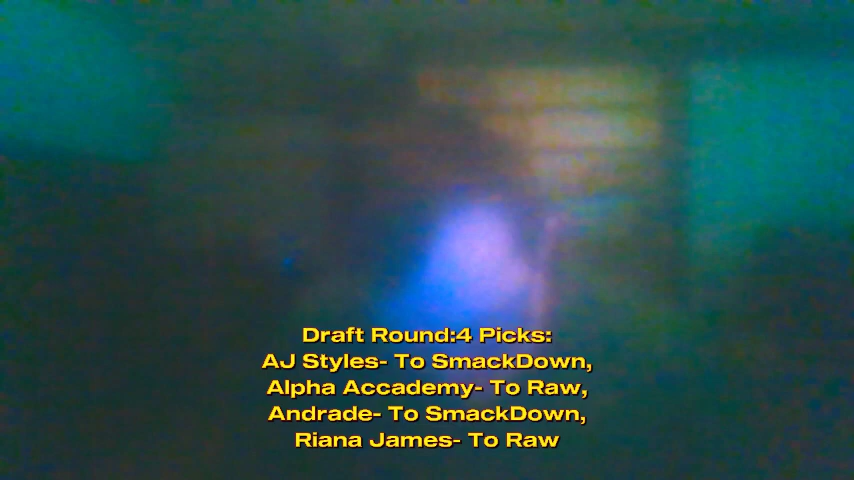 Draft Round:4 Picks:
AJ Styles- To SmackDown,
Alpha Accademy- To Raw,
Andrade- To SmackDown,
Riana James- To Raw